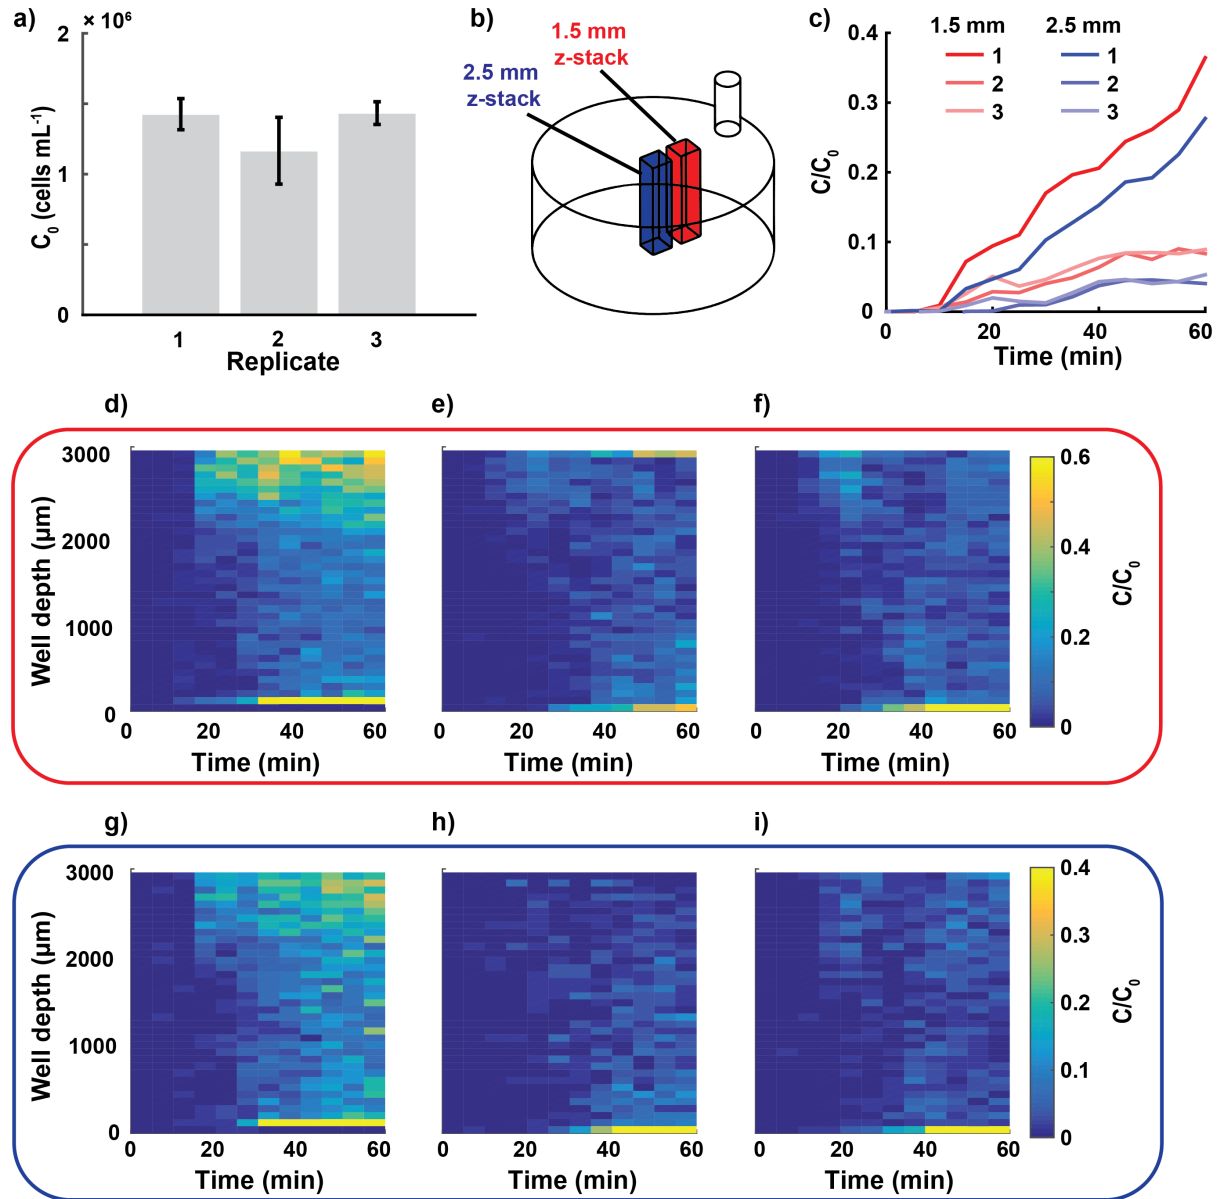 a)
× 10⁶
2
1
0
C₀ (cells mL⁻¹)
1
2
3
Replicate
b)
1.5 mm
z-stack
2.5 mm
z-stack
c)
1.5 mm
2.5 mm
1
1
2
2
3
3
0.4
0.3
0.2
0.1
0
C/C₀
0
20
40
60
Time (min)
d)
e)
f)
3000
2000
1000
0
Well depth (µm)
0
20
40
60
Time (min)
0
20
40
60
Time (min)
0
20
40
60
Time (min)
0.6
0.4
0.2
0
C/C₀
g)
h)
i)
3000
2000
1000
0
Well depth (µm)
0
20
40
60
Time (min)
0
20
40
60
Time (min)
0
20
40
60
Time (min)
0.4
0.3
0.2
0.1
0
C/C₀